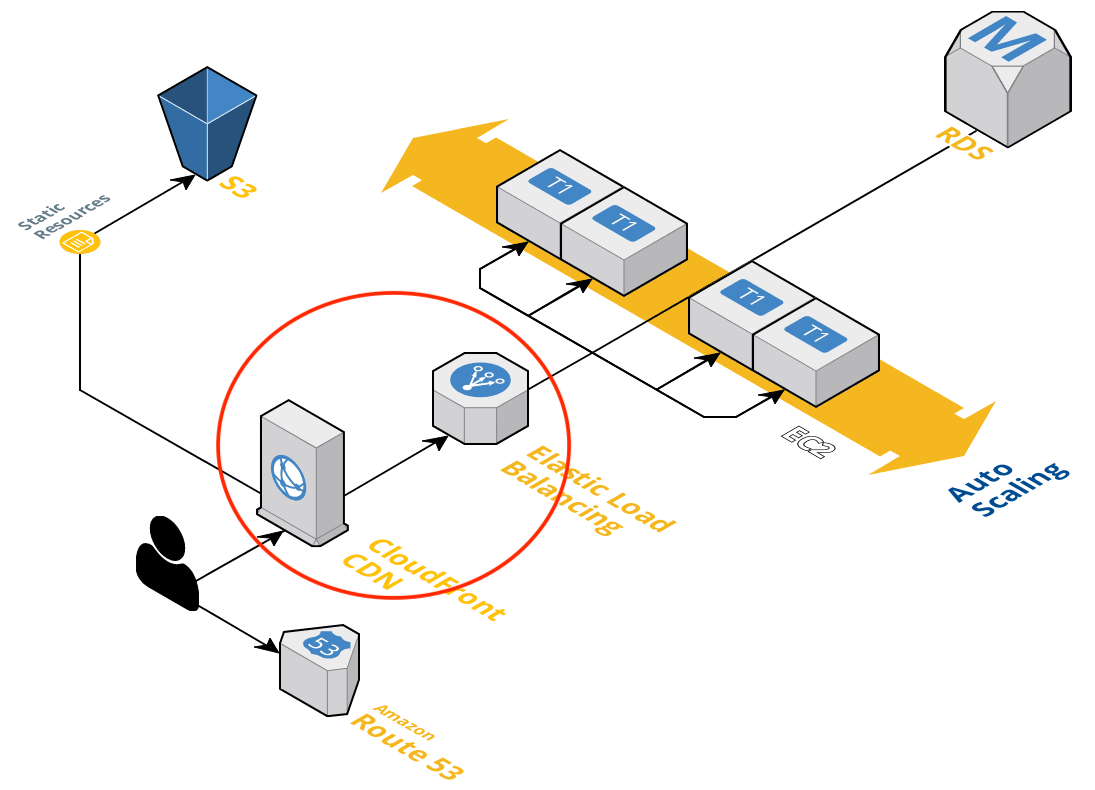 M
RDS
S3
Static
Resources
T1
T1
T1
T1
EC2
Auto
Scaling
Elastic Load
Balancing
CloudFront
CDN
53
Amazon
Route 53